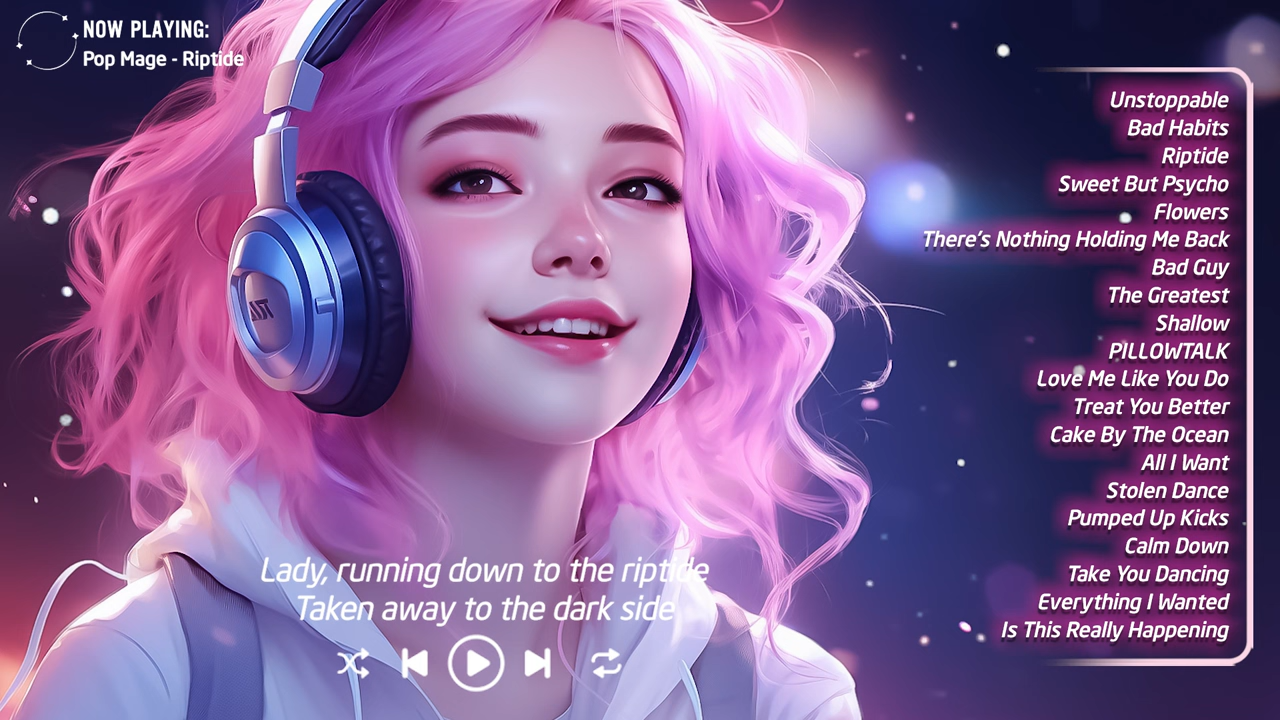 NOW PLAYING:
Pop Mage - Riptide
Unstoppable
Bad Habits
Riptide
Sweet But Psycho
Flowers
There's Nothing Holding Me Back
Bad Guy
The Greatest
Shallow
PILLOWTALK
Love Me Like You Do
Treat You Better
Cake By The Ocean
All I Want
Stolen Dance
Pumped Up Kicks
Calm Down
Take You Dancing
Everything I Wanted
Is This Really Happening
Lady, running down to the riptide
Taken away to the dark side